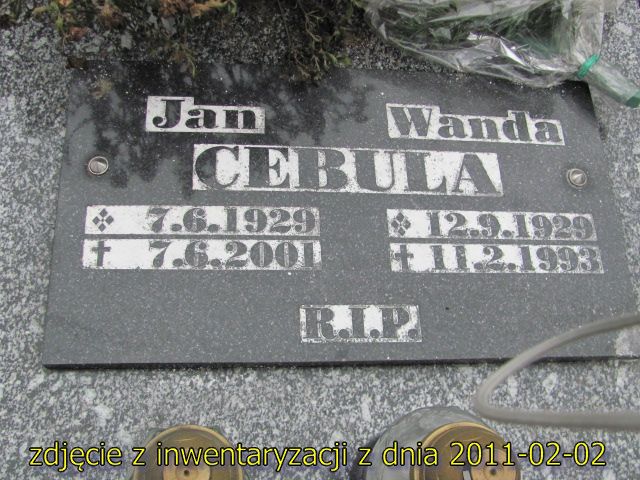 Jan Wanda
CEBULA
7.6.1929 12.9.1929
7.6.2001 11.2.1993
R.I.P.
zdjęcie z inwentaryzacji z dnia 2011-02-02